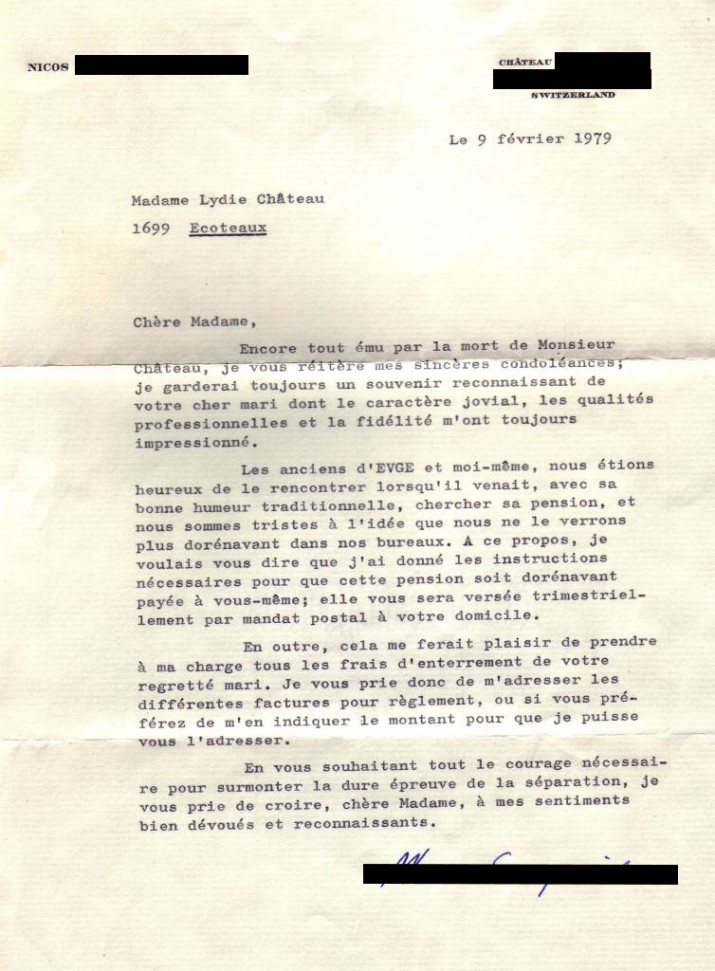 NICOS
CHÂTEAU
SWITZERLAND
Le 9 février 1979
Madame Lydie Château
1699 Ecoteaux
Chère Madame,
Encore tout ému par la mort de Monsieur
Château, je vous réitère mes sincères condoléances;
je garderai toujours un souvenir reconnaissant de
votre cher mari dont le caractère jovial, les qualités
professionnelles et la fidélité m'ont toujours
impressionné.
Les anciens d'EVGE et moi-même, nous étions
heureux de le rencontrer lorsqu'il venait, avec sa
bonne humeur traditionnelle, chercher sa pension, et
nous sommes tristes à l'idée que nous ne le verrons
plus dorénavant dans nos bureaux. A ce propos, je
voulais vous dire que j'ai donné les instructions
nécessaires pour que cette pension soit dorénavant
payée à vous-même; elle vous sera versée trimestriel-
lement par mandat postal à votre domicile.
En outre, cela me ferait plaisir de prendre
à ma charge tous les frais d'enterrement de votre
regretté mari. Je vous prie donc de m'adresser les
différentes factures pour règlement, ou si vous pré-
férez de m'en indiquer le montant pour que je puisse
vous l'adresser.
En vous souhaitant tout le courage nécessai-
re pour surmonter la dure épreuve de la séparation, je
vous prie de croire, chère Madame, à mes sentiments
bien dévoués et reconnaissants.